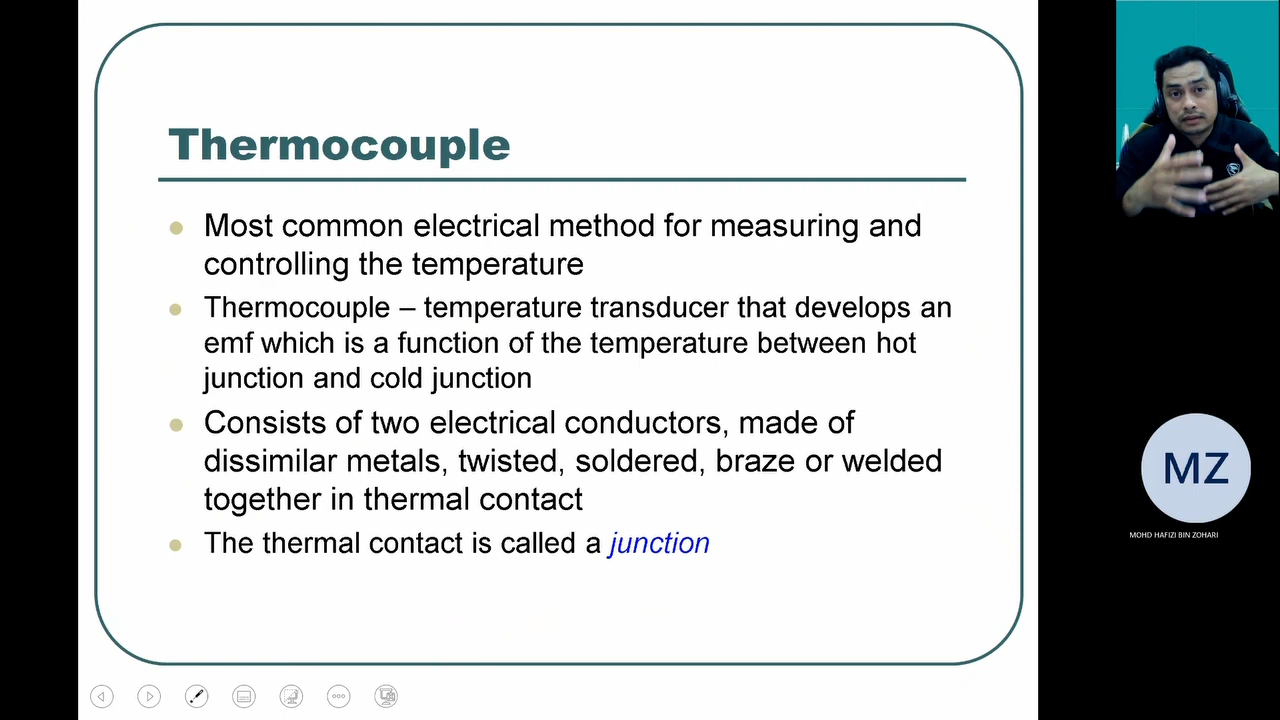 Thermocouple
Most common electrical method for measuring and
controlling the temperature
Thermocouple – temperature transducer that develops an
emf which is a function of the temperature between hot
junction and cold junction
Consists of two electrical conductors, made of
dissimilar metals, twisted, soldered, braze or welded
together in thermal contact
The thermal contact is called a junction
MZ
MOHD HAFIZI BIN ZOHARI